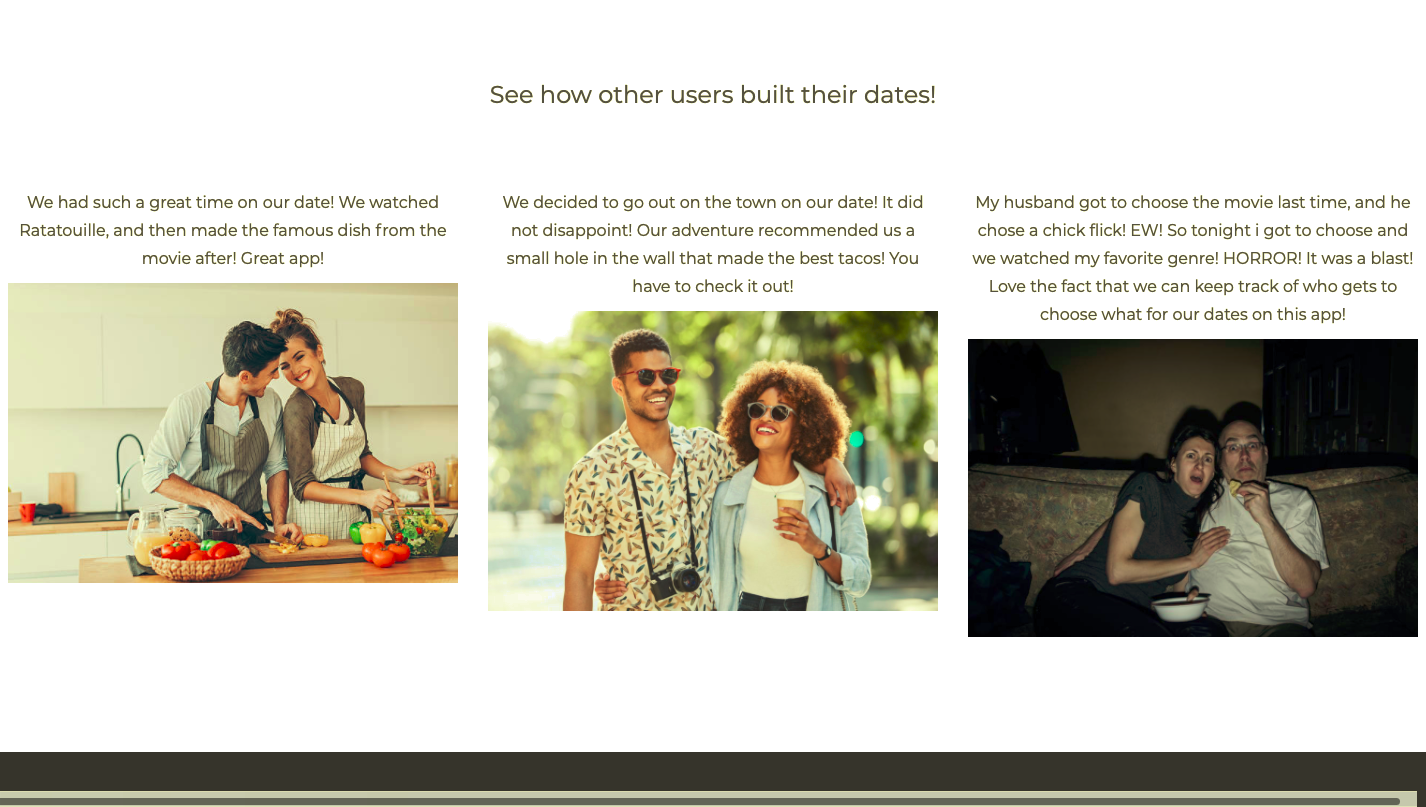 See how other users built their dates!
We had such a great time on our date! We watched
Ratatouille, and then made the famous dish from the
movie after! Great app!
We decided to go out on the town on our date! It did
not disappoint! Our adventure recommended us a
small hole in the wall that made the best tacos! You
have to check it out!
My husband got to choose the movie last time, and he
chose a chick flick! EW! So tonight i got to choose and
we watched my favorite genre! HORROR! It was a blast!
Love the fact that we can keep track of who gets to
choose what for our dates on this app!